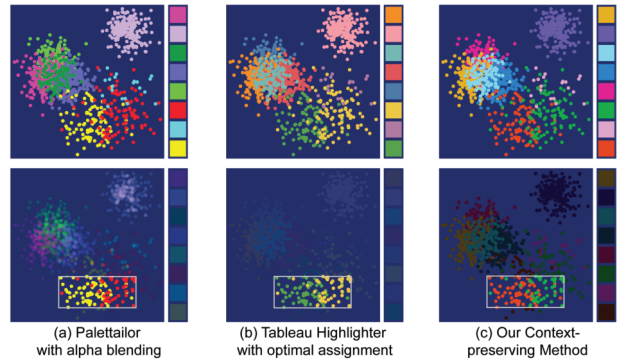 (a) Palettailor
with alpha blending
(b) Tableau Highlighter
with optimal assignment
(c) Our Context-
preserving Method